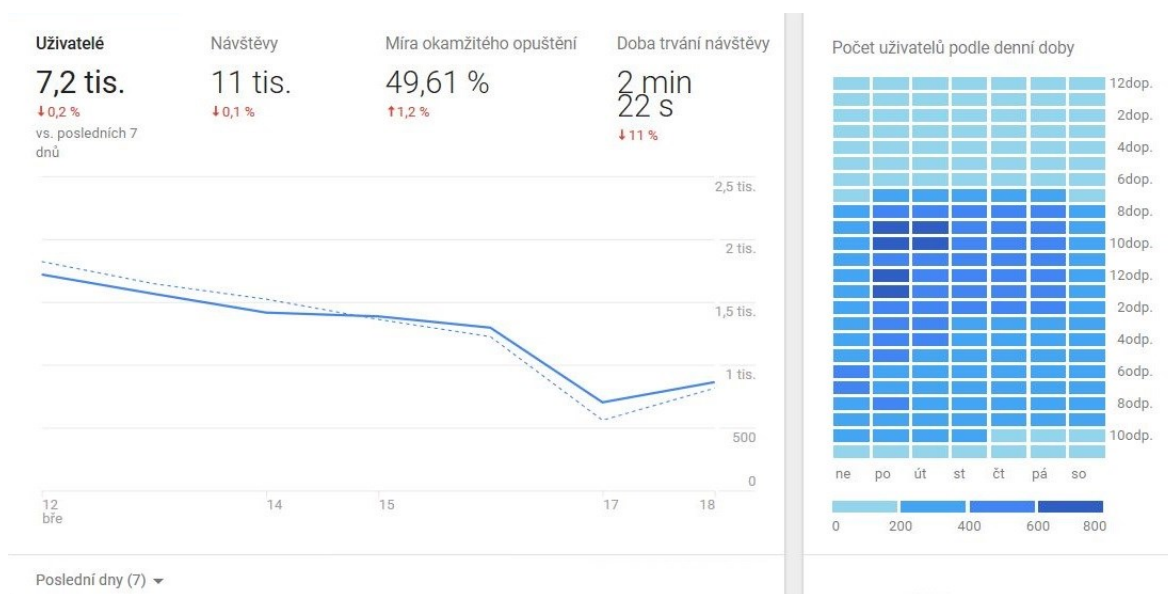 Uživatelé
7,2 tis.
↓0,2 %
vs. posledních 7
dnů
Návštěvy
11 tis.
↓0,1 %
Míra okamžitého opuštění
49,61 %
↑1,2 %
Doba trvání návštěvy
2 min
22 s
↓11 %
2,5 tis.
2 tis.
1,5 tis.
1 tis.
500
0
12 14 15 17 18
bře
Poslední dny (7)
Počet uživatelů podle denní doby
12dop.
2dop.
4dop.
6dop.
8dop.
10dop.
12odp.
2odp.
4odp.
6odp.
8odp.
10odp.
ne po út st čt pá so
0 200 400 600 800